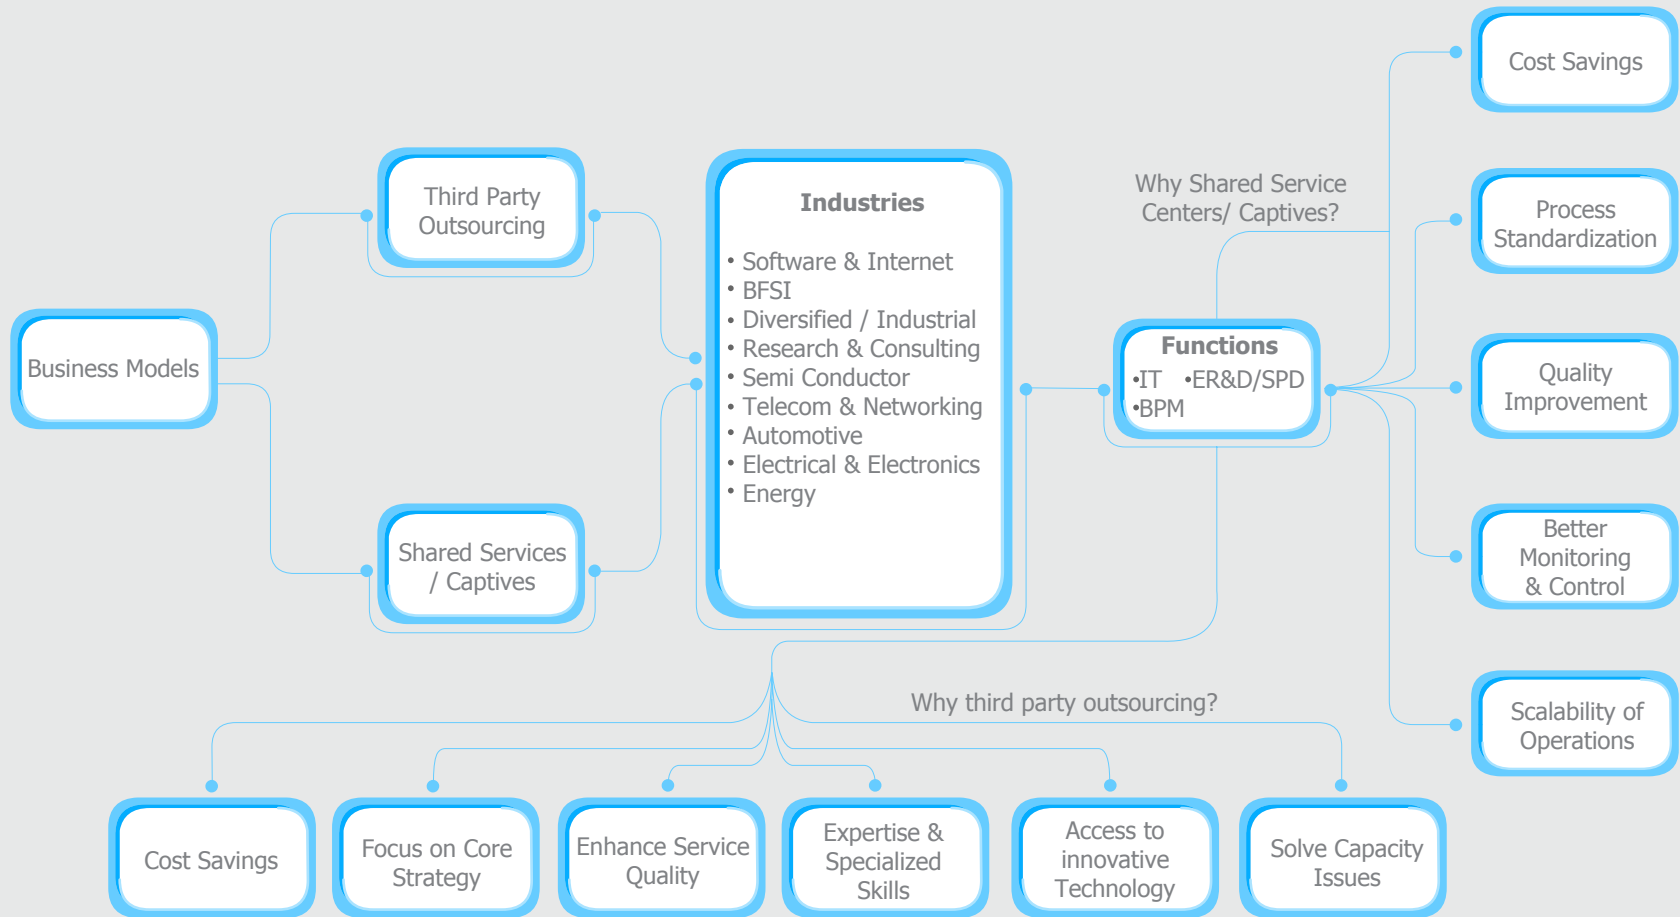 Cost Savings
Third Party
Outsourcing
Industries
• Software & Internet
• BFSI
• Diversified / Industrial
• Research & Consulting
• Semi Conductor
• Telecom & Networking
• Automotive
• Electrical & Electronics
• Energy
Why Shared Service
Centers/ Captives?
Process
Standardization
Business Models
Functions
•IT •ER&D/SPD
•BPM
Quality
Improvement
Shared Services
/ Captives
Better
Monitoring
& Control
Why third party outsourcing?
Scalability of
Operations
Cost Savings
Focus on Core
Strategy
Enhance Service
Quality
Expertise &
Specialized
Skills
Access to
innovative
Technology
Solve Capacity
Issues